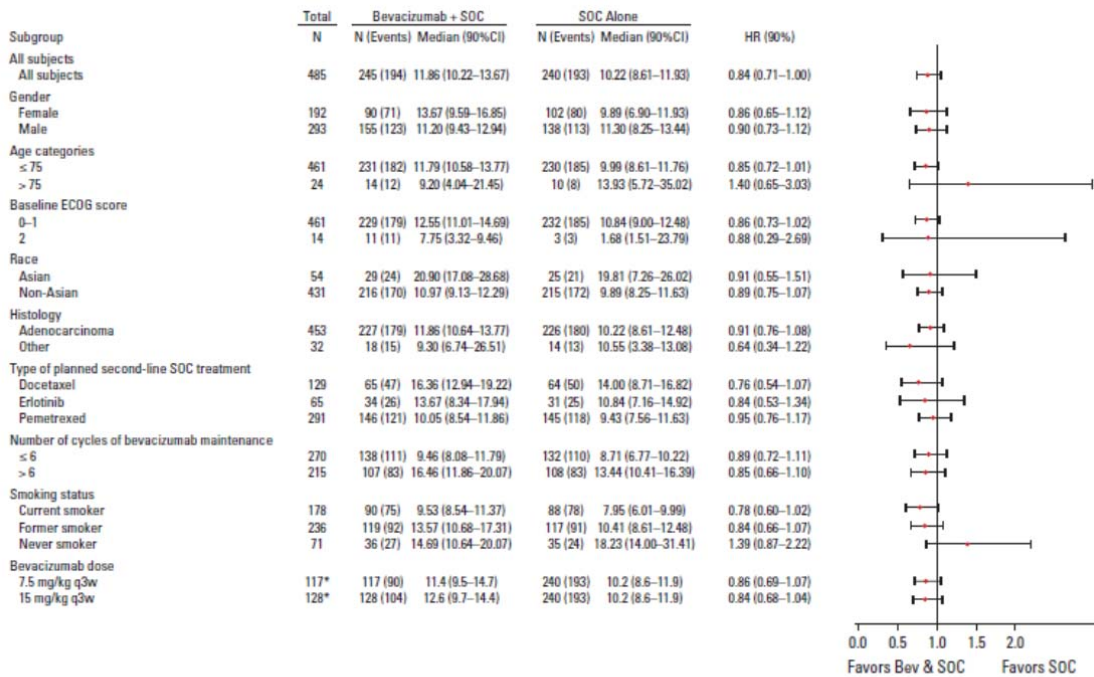 Total Bevacizumab + SOC SOC Alone
Subgroup N N (Events) Median (90%CI) N (Events) Median (90%CI) HR (90%)
All subjects
All subjects 485 245 (194) 11.86 (10.22–13.67) 240 (193) 10.22 (8.61–11.93) 0.84 (0.71–1.00)
Gender
Female 192 90 (71) 13.67 (9.59–16.85) 102 (80) 9.89 (6.90–11.93) 0.86 (0.65–1.12)
Male 293 155 (123) 11.20 (9.43–12.94) 138 (113) 11.30 (8.25–13.44) 0.90 (0.73–1.12)
Age categories
≤ 75 461 231 (182) 11.79 (10.58–13.77) 230 (185) 9.99 (8.61–11.76) 0.85 (0.72–1.01)
> 75 24 14 (12) 9.20 (4.04–21.45) 10 (8) 13.93 (5.72–35.02) 1.40 (0.65–3.03)
Baseline ECOG score
0–1 461 229 (179) 12.55 (11.01–14.69) 232 (185) 10.84 (9.00–12.48) 0.86 (0.73–1.02)
2 14 11 (11) 7.75 (3.32–9.46) 3 (3) 1.68 (1.51–23.79) 0.88 (0.29–2.69)
Race
Asian 54 29 (24) 20.90 (17.08–28.68) 25 (21) 19.81 (7.26–26.02) 0.91 (0.55–1.51)
Non-Asian 431 216 (170) 10.97 (9.13–12.29) 215 (172) 9.89 (8.25–11.63) 0.89 (0.75–1.07)
Histology
Adenocarcinoma 453 227 (179) 11.86 (10.64–13.77) 226 (180) 10.22 (8.61–12.48) 0.91 (0.76–1.08)
Other 32 18 (15) 9.30 (6.74–26.51) 14 (13) 10.55 (3.38–13.08) 0.64 (0.34–1.22)
Type of planned second-line SOC treatment
Docetaxel 129 65 (47) 16.36 (12.94–19.22) 64 (50) 14.00 (8.71–16.82) 0.76 (0.54–1.07)
Erlotinib 65 34 (26) 13.67 (8.34–17.94) 31 (25) 10.84 (7.16–14.92) 0.84 (0.53–1.34)
Pemetrexed 291 146 (121) 10.05 (8.54–11.86) 145 (118) 9.43 (7.56–11.63) 0.95 (0.76–1.17)
Number of cycles of bevacizumab maintenance
≤ 6 270 138 (111) 9.46 (8.08–11.79) 132 (110) 8.71 (6.77–10.22) 0.89 (0.72–1.11)
> 6 215 107 (83) 16.46 (11.86–20.07) 108 (83) 13.44 (10.41–16.39) 0.85 (0.66–1.10)
Smoking status
Current smoker 178 90 (75) 9.53 (8.54–11.37) 88 (78) 7.95 (6.01–9.99) 0.78 (0.60–1.02)
Former smoker 236 119 (92) 13.57 (10.68–17.31) 117 (91) 10.41 (8.61–12.48) 0.84 (0.66–1.07)
Never smoker 71 36 (27) 14.69 (10.64–20.07) 35 (24) 18.23 (14.00–31.41) 1.39 (0.87–2.22)
Bevacizumab dose
7.5 mg/kg q3w 117* 117 (90) 11.4 (9.5–14.7) 240 (193) 10.2 (8.6–11.9) 0.86 (0.69–1.07)
15 mg/kg q3w 128* 128 (104) 12.6 (9.7–14.4) 240 (193) 10.2 (8.6–11.9) 0.84 (0.68–1.04)
0.0 0.5 1.0 1.5 2.0
Favors Bev & SOC Favors SOC